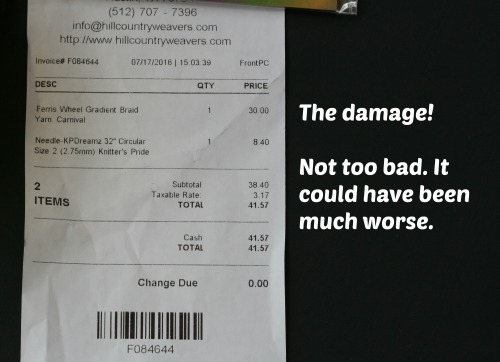 (512) 707 - 7396
info@hillcountryweavers.com
http://www.hillcountryweavers.com
Invoice# F084644 07/17/2016 | 15:03:39 FrontPC
DESC QTY PRICE
Ferris Wheel Gradient Braid 1 30.00
Yarn Carnival
Needle-KPDreamz 32" Circular 1 8.40
Size 2 (2.75mm) Knitter's Pride
2 ITEMS
Subtotal 38.40
Taxable Rate: 3.17
TOTAL 41.57
Cash 41.57
TOTAL 41.57
Change Due 0.00
F084644
The damage!
Not too bad. It
could have been
much worse.